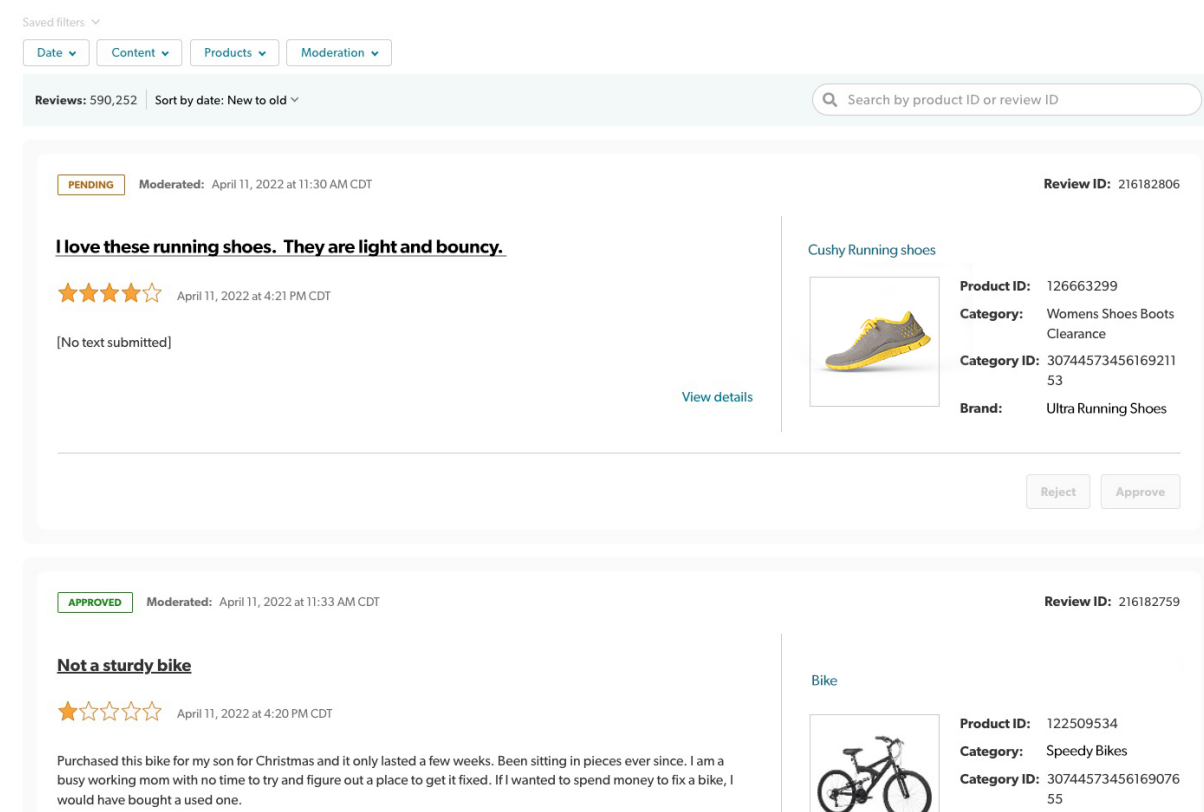 Saved filters
Date Content Products Moderation
Reviews: 590,252 Sort by date: New to old Search by product ID or review ID
PENDING Moderated: April 11, 2022 at 11:30 AM CDT Review ID: 216182806
I love these running shoes. They are light and bouncy.
Cushy Running shoes
April 11, 2022 at 4:21 PM CDT
[No text submitted]
View details
Product ID: 126663299
Category: Womens Shoes Boots
Clearance
Category ID: 30744573456169211
53
Brand: Ultra Running Shoes
Reject Approve
APPROVED Moderated: April 11, 2022 at 11:33 AM CDT Review ID: 216182759
Not a sturdy bike
Bike
April 11, 2022 at 4:20 PM CDT
Purchased this bike for my son for Christmas and it only lasted a few weeks. Been sitting in pieces ever since. I am a
busy working mom with no time to try and figure out a place to get it fixed. If I wanted to spend money to fix a bike, I
would have bought a used one.
Product ID: 122509534
Category: Speedy Bikes
Category ID: 30744573456169076
55